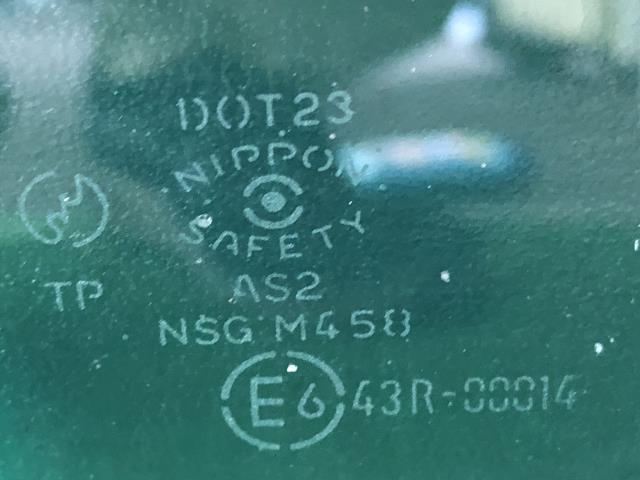 DOT23
NIPPON
SAFETY
TP
AS2
NSG M458
E6 43R-00014